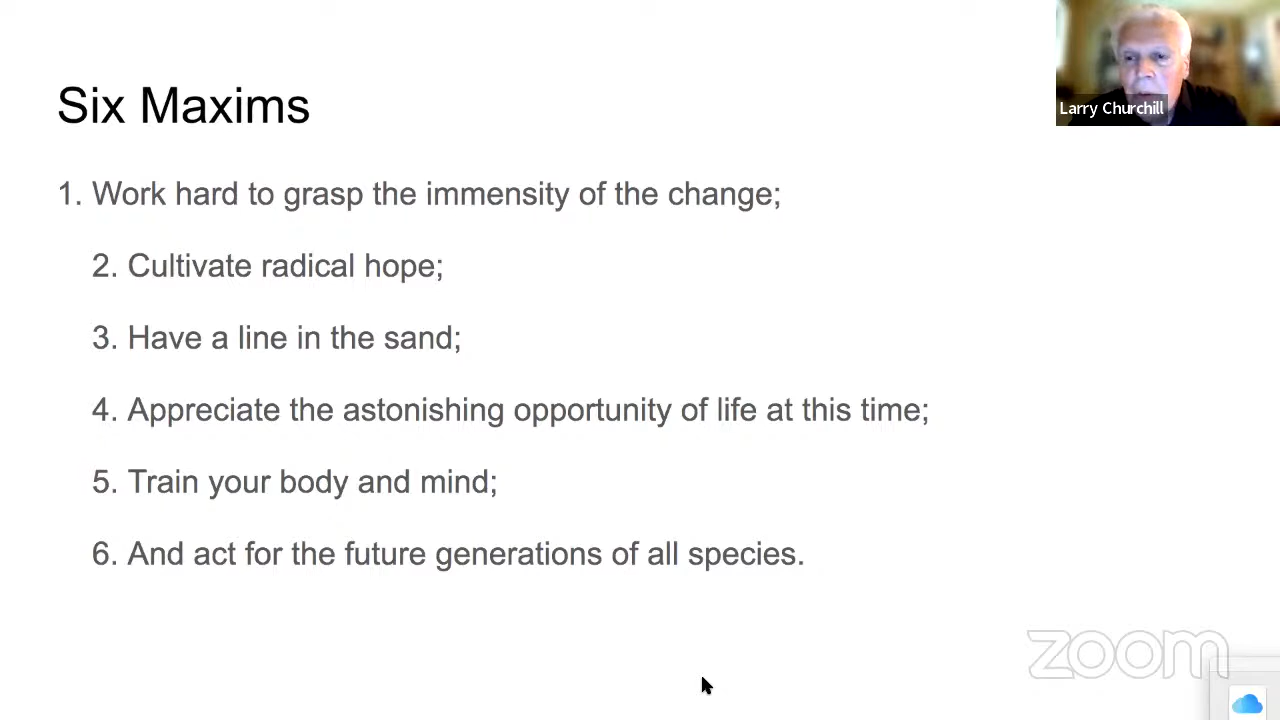 Larry Churchill
Six Maxims
1. Work hard to grasp the immensity of the change;
2. Cultivate radical hope;
3. Have a line in the sand;
4. Appreciate the astonishing opportunity of life at this time;
5. Train your body and mind;
6. And act for the future generations of all species.
zoom